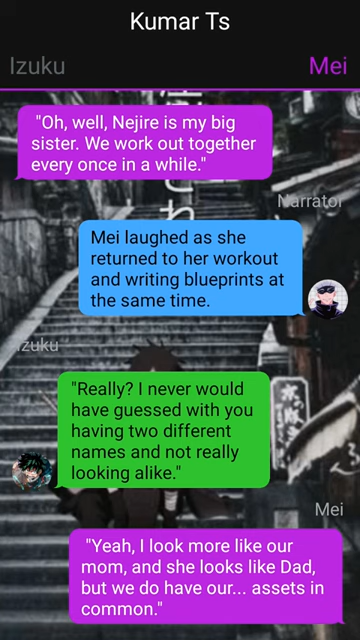 Kumar Ts
Izuku
Mei
"Oh, well, Nejire is my big
sister. We work out together
every once in a while."
Narrator
Mei laughed as she
returned to her workout
and writing blueprints at
the same time.
Izuku
"Really? I never would
have guessed with you
having two different
names and not really
looking alike."
Mei
"Yeah, I look more like our
mom, and she looks like Dad,
but we do have our... assets in
common."